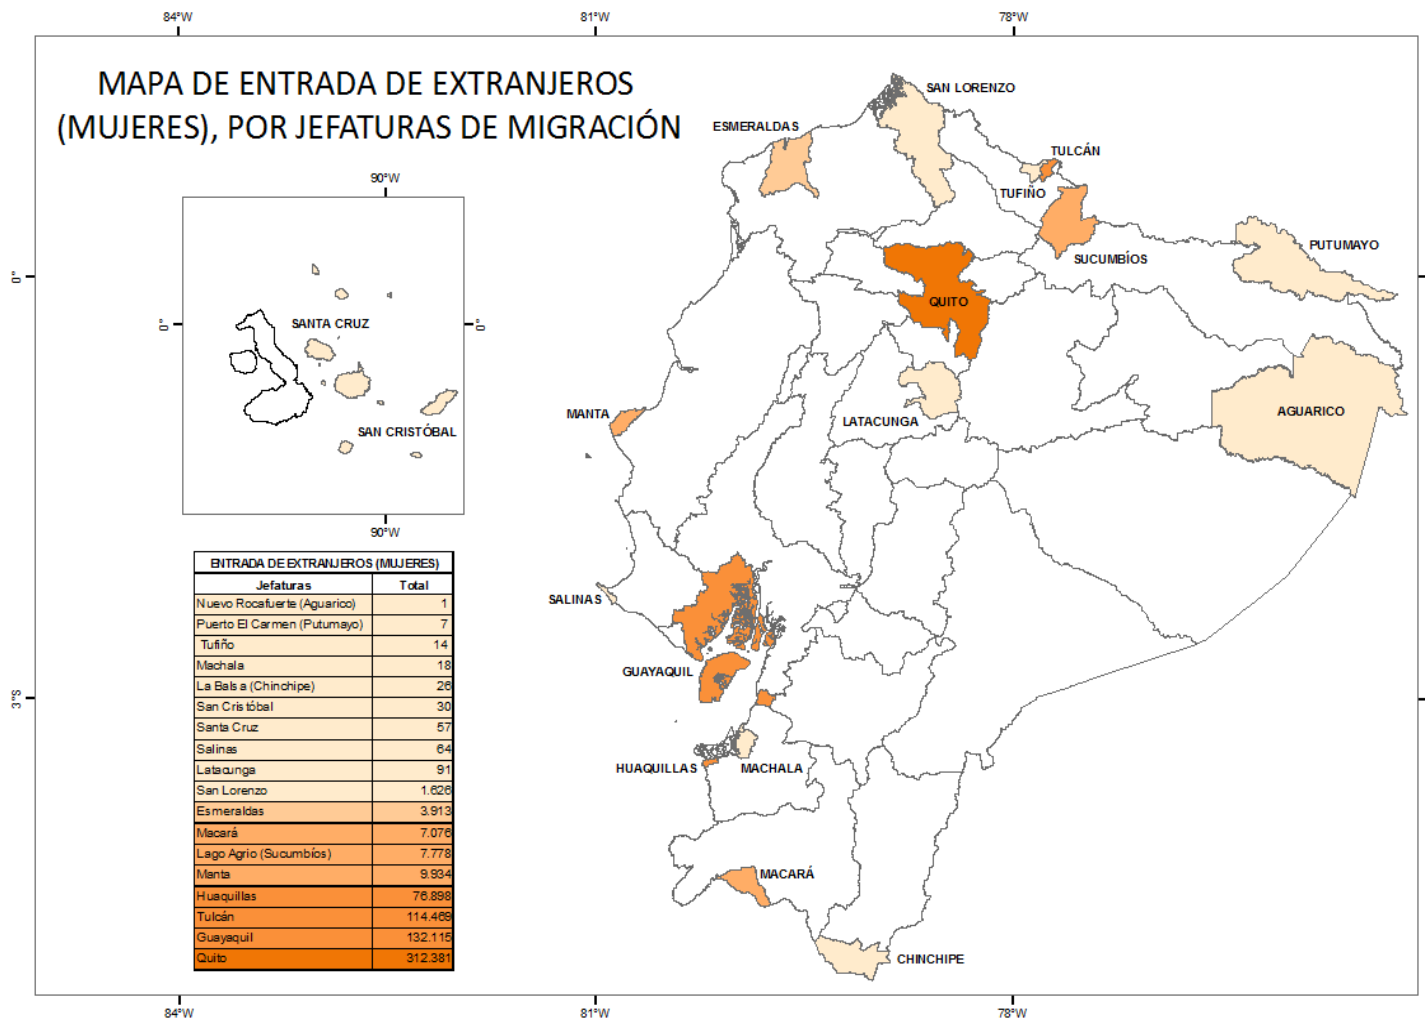 84°W 81°W 78°W
MAPA DE ENTRADA DE EXTRANJEROS
(MUJERES), POR JEFATURAS DE MIGRACIÓN
SAN LORENZO
ESMERALDAS
TULCÁN
TUFIÑO
90°W
PUTUMAYO
SUCUMBÍOS
0°
QUITO
0° SANTA CRUZ 0°
MANTA
LATACUNGA
AGUARICO
SAN CRISTÓBAL
90°W
ENTRADA DE EXTRANJEROS (MUJERES)
Jefaturas Total
Nuevo Rocafuerte (Aguarico) 1
Puerto El Carmen (Putumayo) 7
Tufiño 14
Machala 18
La Balsa (Chinchipe) 26
San Cristóbal 30
Santa Cruz 57
Salinas 64
Latacunga 91
San Lorenzo 1.626
Esmeraldas 3.913
Macará 7.076
Lago Agrio (Sucumbíos) 7.778
Manta 9.934
Huaquillas 76.898
Tulcán 114.469
Guayaquil 132.115
Quito 312.381
SALINAS
GUAYAQUIL
3°S
HUAQUILLAS
MACHALA
MACARÁ
CHINCHIPE
84°W 81°W 78°W